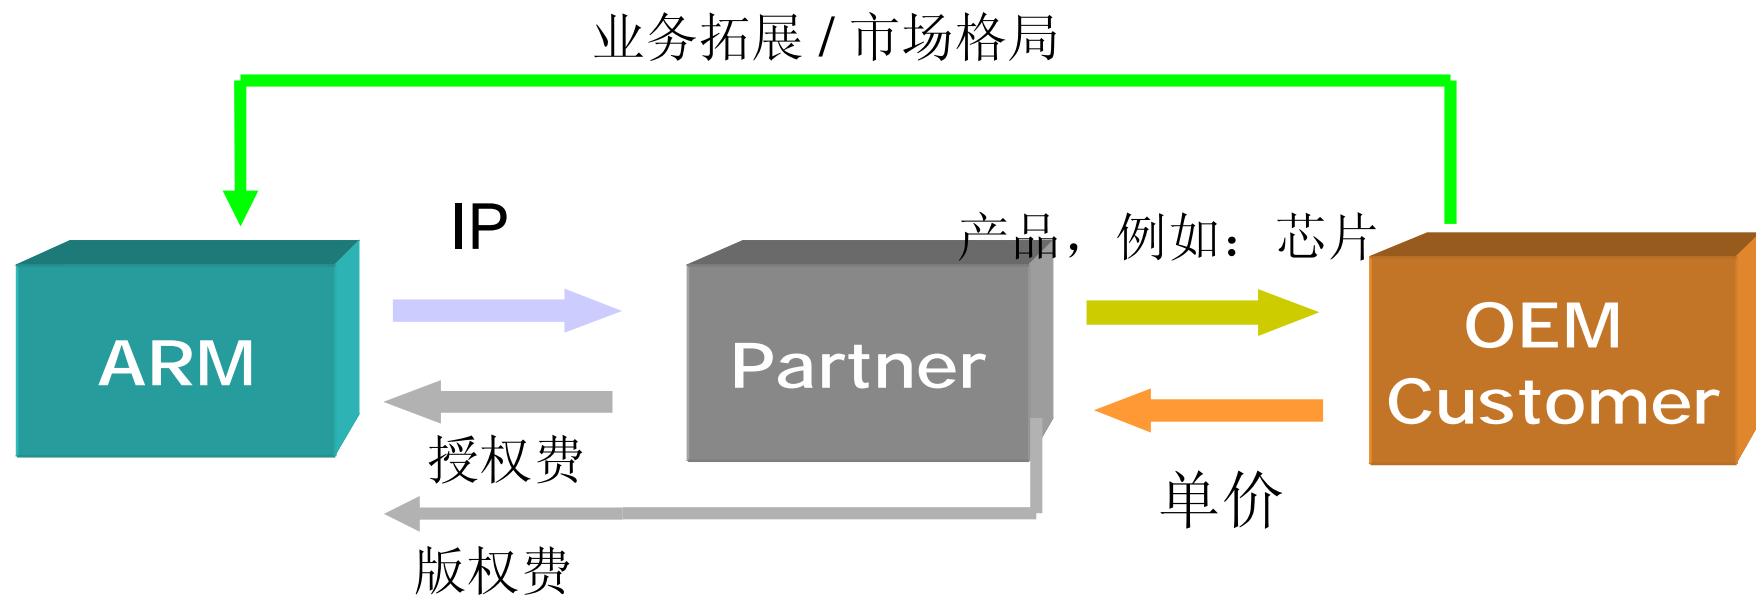 业务拓展 / 市场格局
IP
产品，例如：芯片
ARM
Partner
OEM
Customer
授权费
单价
版权费